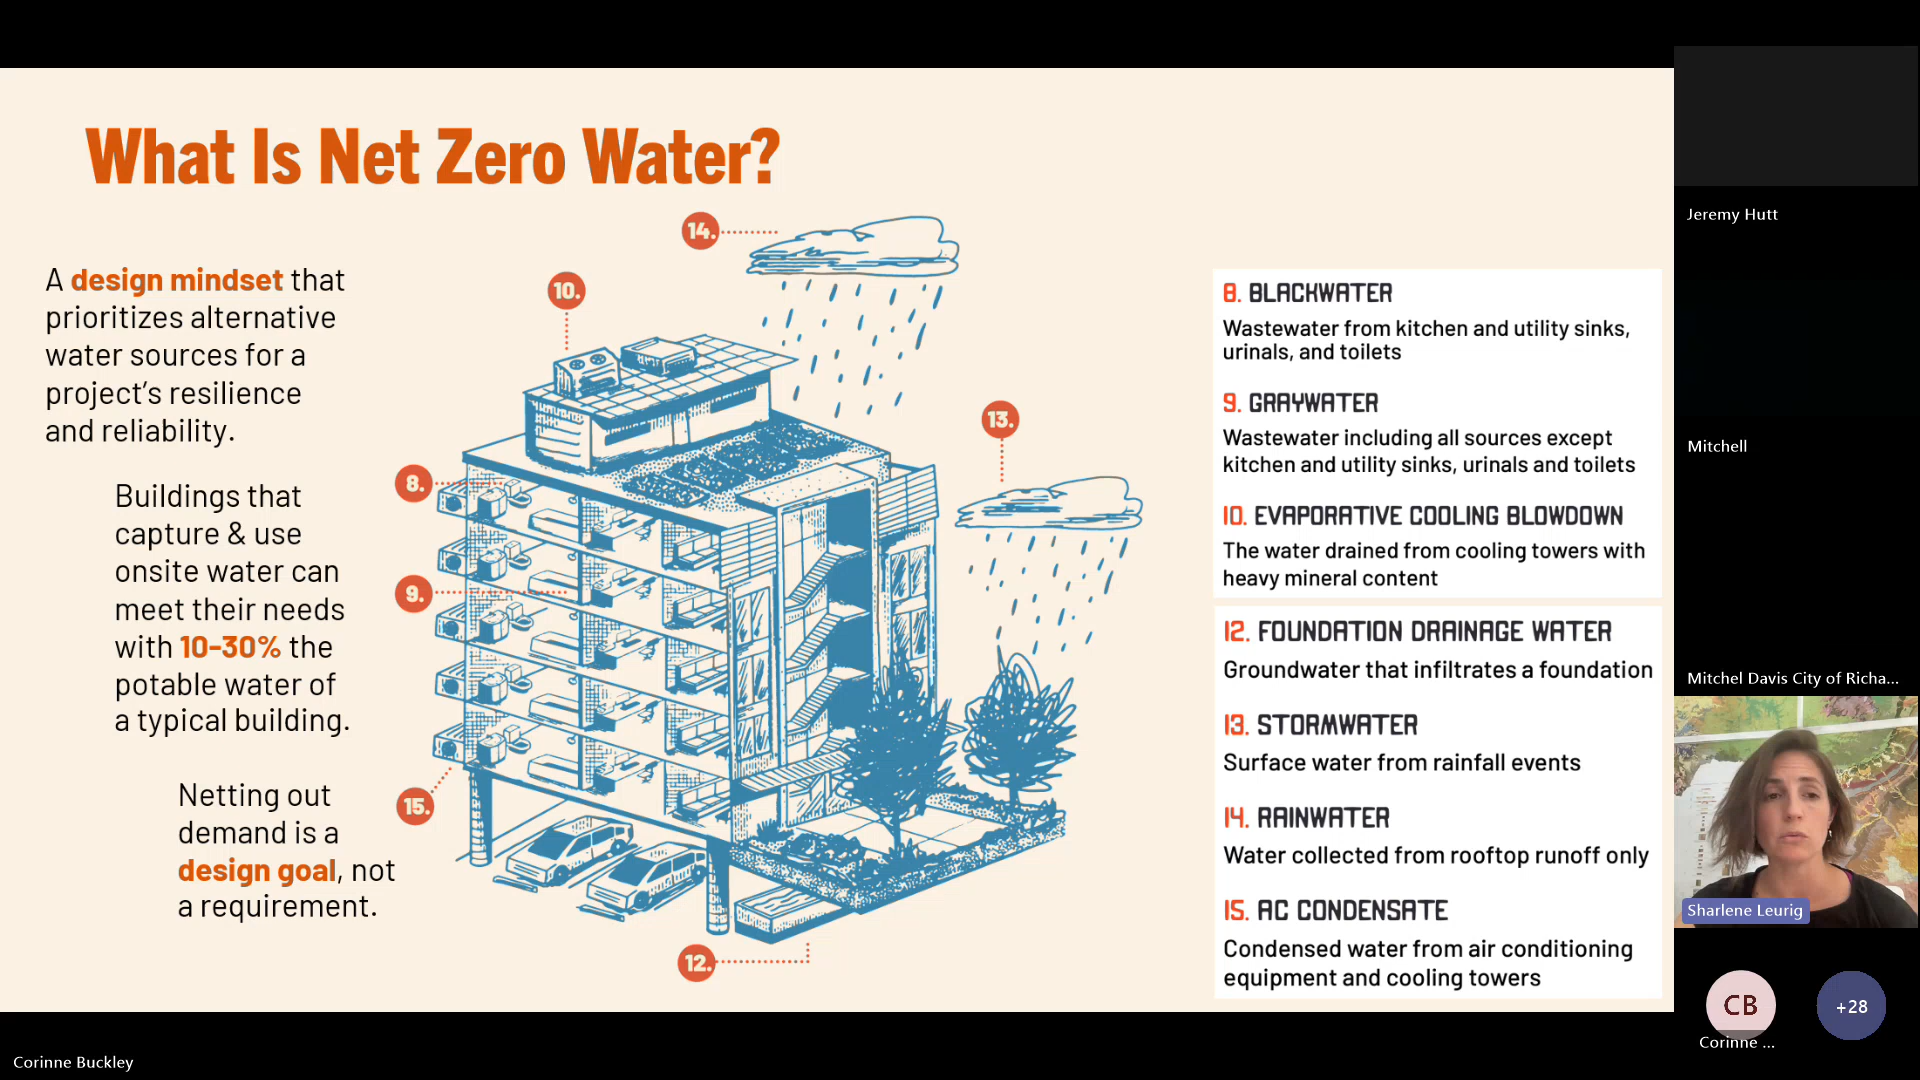 What Is Net Zero Water?
A design mindset that
prioritizes alternative
water sources for a
project's resilience
and reliability.
Buildings that
capture & use
onsite water can
meet their needs
with 10-30% the
potable water of
a typical building.
Netting out
demand is a
design goal, not
a requirement.
14.
10.
13.
8.
9.
15.
12.
8. BLACKWATER
Wastewater from kitchen and utility sinks,
urinals, and toilets
9. GRAYWATER
Wastewater including all sources except
kitchen and utility sinks, urinals and toilets
10. EVAPORATIVE COOLING BLOWDOWN
The water drained from cooling towers with
heavy mineral content
12. FOUNDATION DRAINAGE WATER
Groundwater that infiltrates a foundation
13. STORMWATER
Surface water from rainfall events
14. RAINWATER
Water collected from rooftop runoff only
15. AC CONDENSATE
Condensed water from air conditioning
equipment and cooling towers
Jeremy Hutt
Mitchell
Mitchel Davis City of Richa...
Sharlene Leurig
CB
+28
Corinne ...
Corinne Buckley